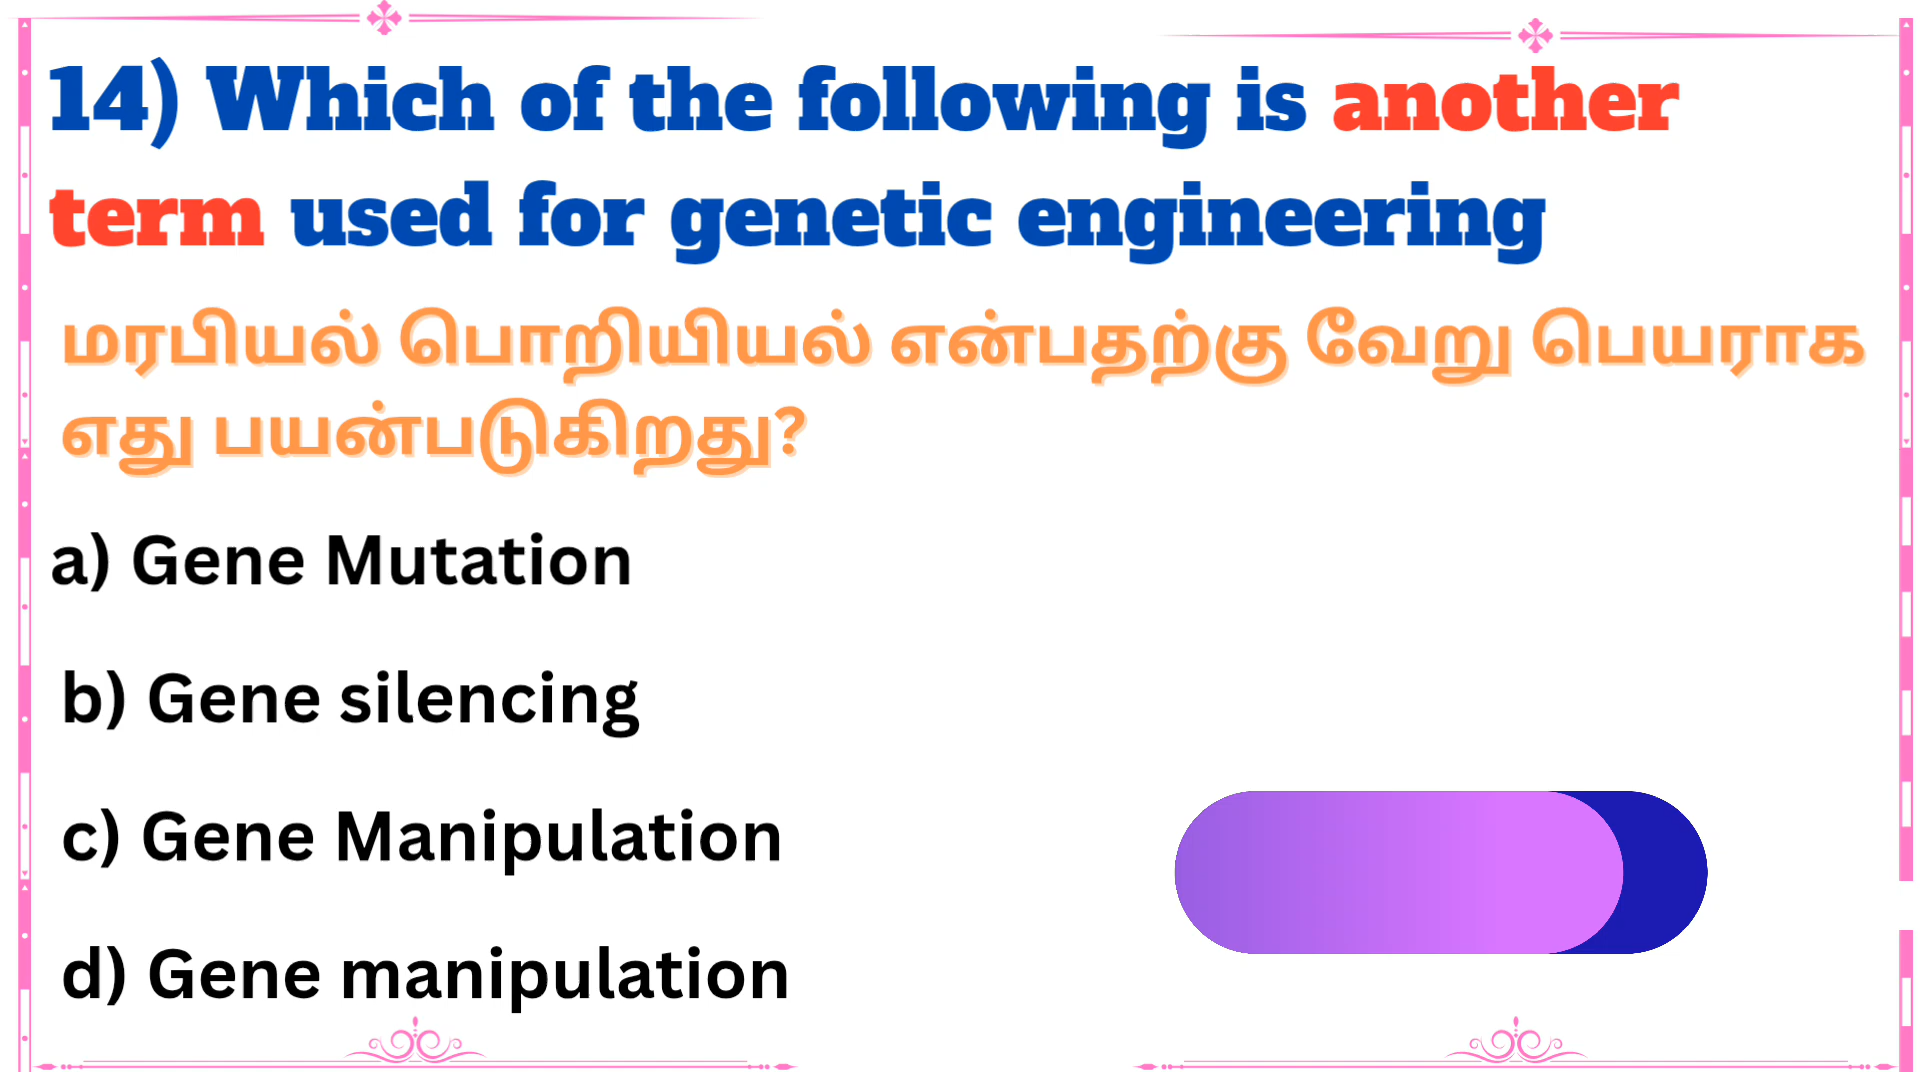 14) Which of the following is another
term used for genetic engineering
மரபியல் பொறியியல் என்பதற்கு வேறு பெயராக
எது பயன்படுகிறது?
a) Gene Mutation
b) Gene silencing
c) Gene Manipulation
d) Gene manipulation